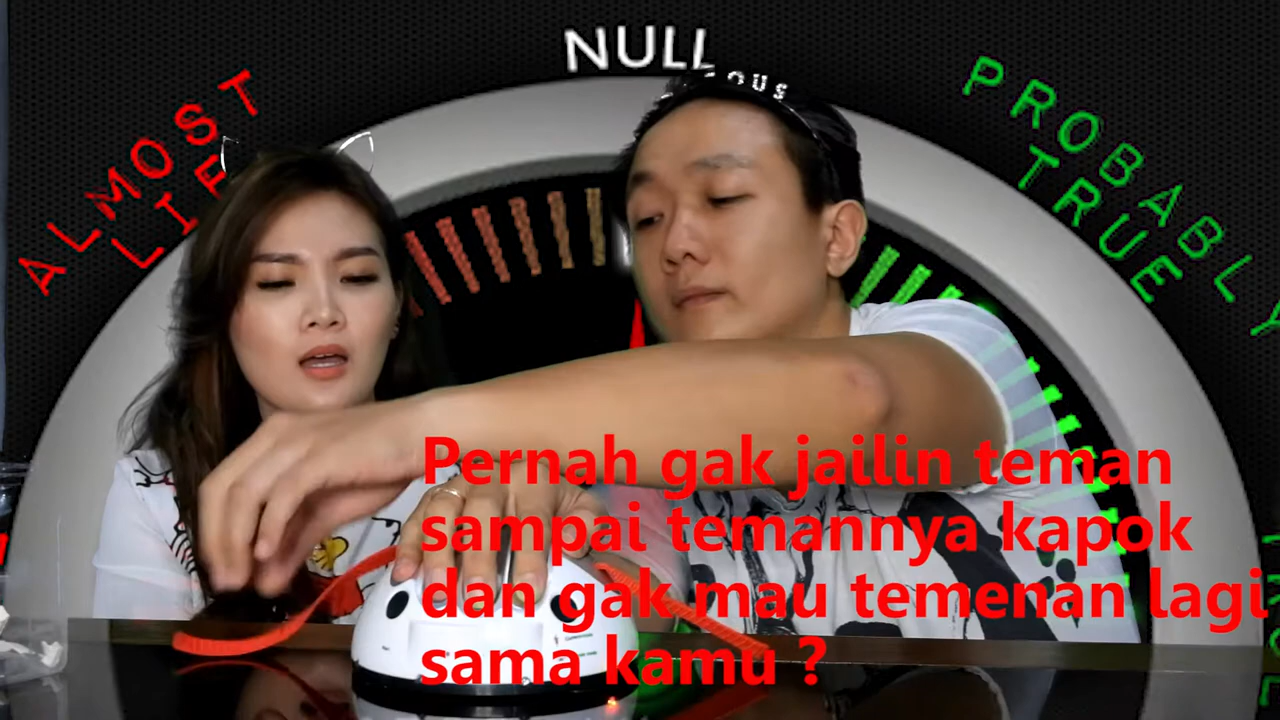 NULL
ALMOST
LIE
PROBABLY
TRUE
Pernah gak jailin teman
sampai temannya kapok
dan gak mau temenan lagi
sama kamu ?